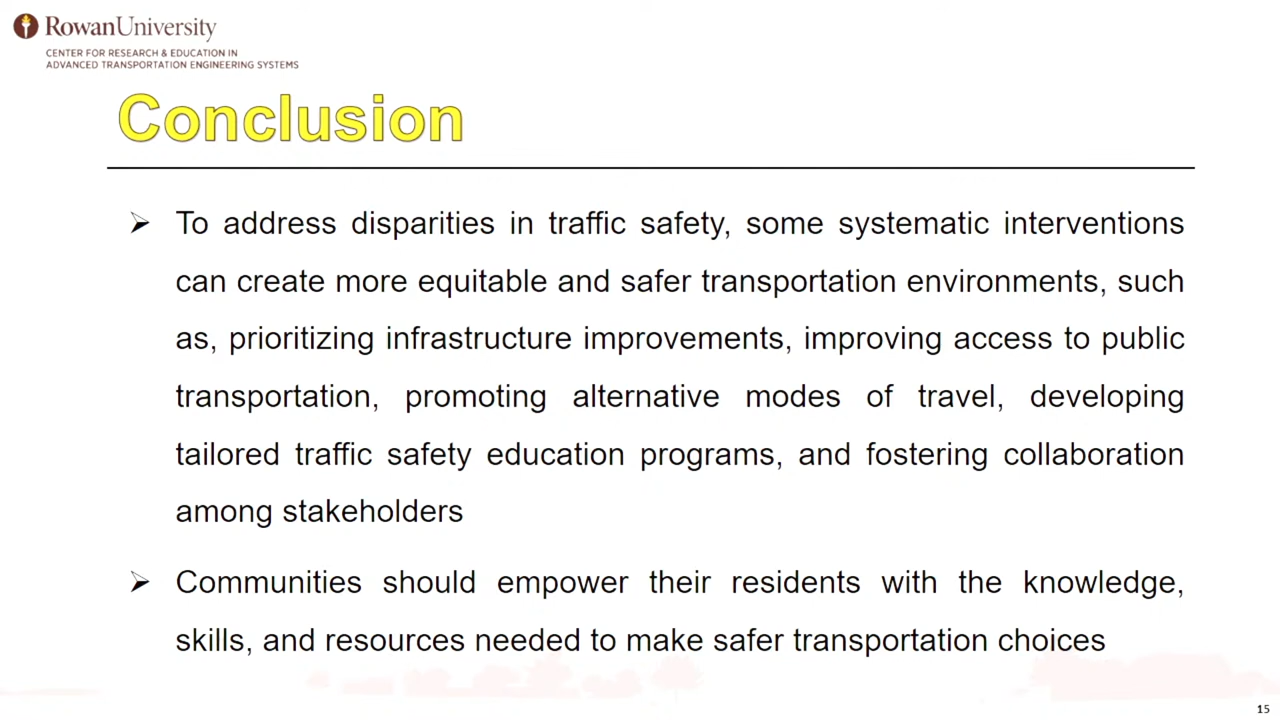 RowanUniversity
CENTER FOR RESEARCH & EDUCATION IN
ADVANCED TRANSPORTATION ENGINEERING SYSTEMS
Conclusion
➢ To address disparities in traffic safety, some systematic interventions
can create more equitable and safer transportation environments, such
as, prioritizing infrastructure improvements, improving access to public
transportation, promoting alternative modes of travel, developing
tailored traffic safety education programs, and fostering collaboration
among stakeholders
➢ Communities should empower their residents with the knowledge,
skills, and resources needed to make safer transportation choices
15